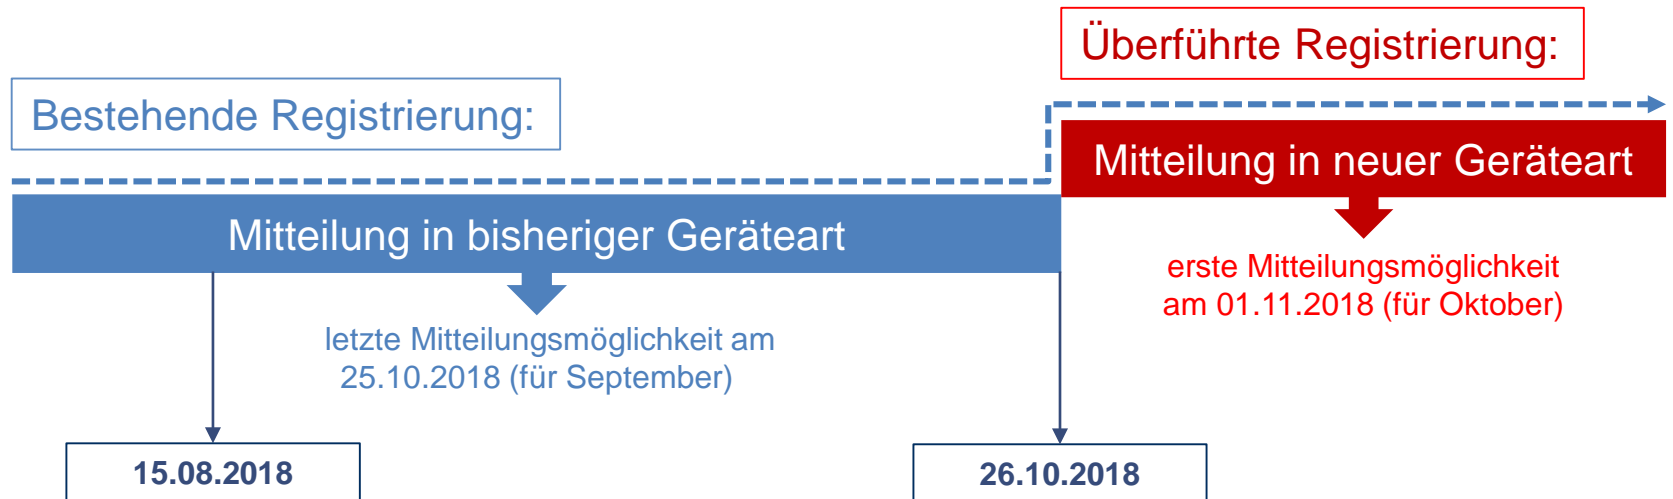 Überführte Registrierung:
Bestehende Registrierung:
Mitteilung in neuer Geräteart
Mitteilung in bisheriger Geräteart
erste Mitteilungsmöglichkeit
am 01.11.2018 (für Oktober)
letzte Mitteilungsmöglichkeit am
25.10.2018 (für September)
15.08.2018
26.10.2018